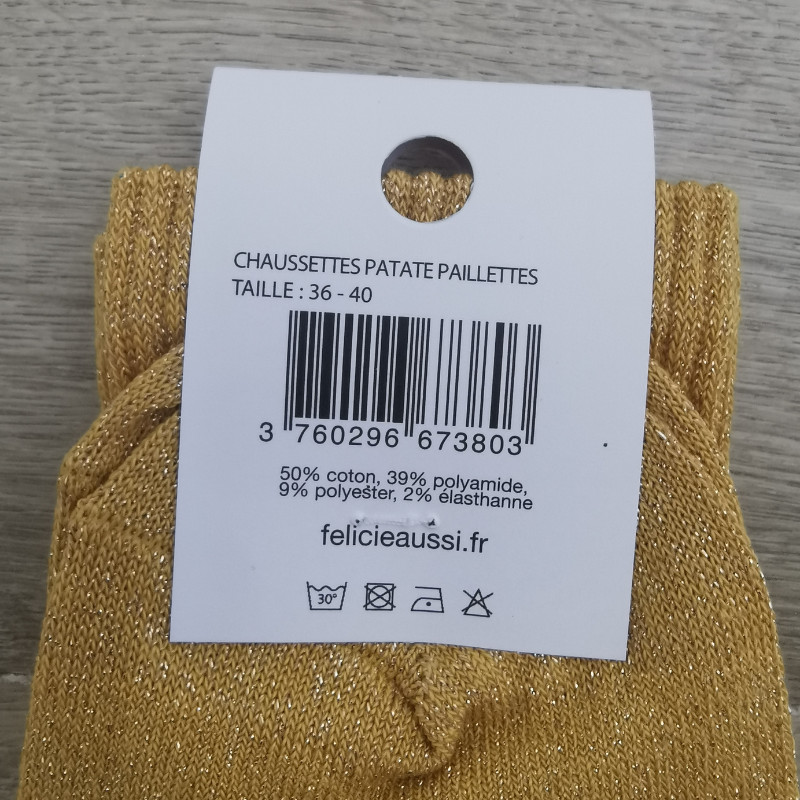 CHAUSSETTES PATATE PAILLETTES
TAILLE : 36 - 40
3 760296 673803
50% coton, 39% polyamide,
9% polyester, 2% élasthanne
felicieaussi.fr
30°